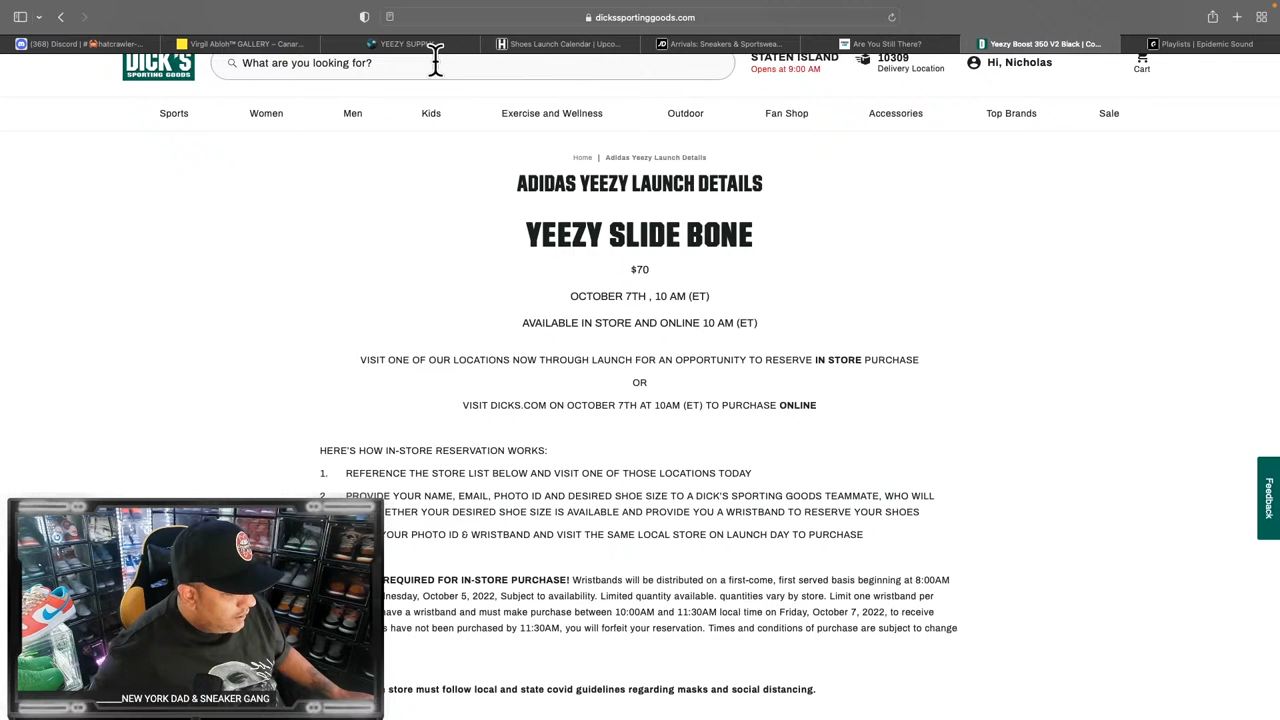 dickssportinggoods.com
(368) Discord | #🦀hatcrawler-...
Virgil Abloh™ GALLERY – Canar...
YEEZY SUPPLY
Shoes Launch Calendar | Upco...
Arrivals: Sneakers & Sportswea...
Are You Still There?
Yeezy Boost 350 V2 Black | Co...
Playlists | Epidemic Sound
DICK'S
SPORTING GOODS
What are you looking for?
STATEN ISLAND
Opens at 9:00 AM
10309
Delivery Location
Hi, Nicholas
Cart
Sports Women Men Kids Exercise and Wellness Outdoor Fan Shop Accessories Top Brands Sale
Home | Adidas Yeezy Launch Details
ADIDAS YEEZY LAUNCH DETAILS
YEEZY SLIDE BONE
$70
OCTOBER 7TH , 10 AM (ET)
AVAILABLE IN STORE AND ONLINE 10 AM (ET)
VISIT ONE OF OUR LOCATIONS NOW THROUGH LAUNCH FOR AN OPPORTUNITY TO RESERVE IN STORE PURCHASE
OR
VISIT DICKS.COM ON OCTOBER 7TH AT 10AM (ET) TO PURCHASE ONLINE
HERE'S HOW IN-STORE RESERVATION WORKS:
1. REFERENCE THE STORE LIST BELOW AND VISIT ONE OF THOSE LOCATIONS TODAY
2. PROVIDE YOUR NAME, EMAIL, PHOTO ID AND DESIRED SHOE SIZE TO A DICK'S SPORTING GOODS TEAMMATE, WHO WILL
ETHER YOUR DESIRED SHOE SIZE IS AVAILABLE AND PROVIDE YOU A WRISTBAND TO RESERVE YOUR SHOES
YOUR PHOTO ID & WRISTBAND AND VISIT THE SAME LOCAL STORE ON LAUNCH DAY TO PURCHASE
REQUIRED FOR IN-STORE PURCHASE! Wristbands will be distributed on a first-come, first served basis beginning at 8:00AM
nesday, October 5, 2022, Subject to availability. Limited quantity available. quantities vary by store. Limit one wristband per
have a wristband and must make purchase between 10:00AM and 11:30AM local time on Friday, October 7, 2022, to receive
s have not been purchased by 11:30AM, you will forfeit your reservation. Times and conditions of purchase are subject to change
store must follow local and state covid guidelines regarding masks and social distancing.
Feedback
NEW YORK DAD & SNEAKER GANG